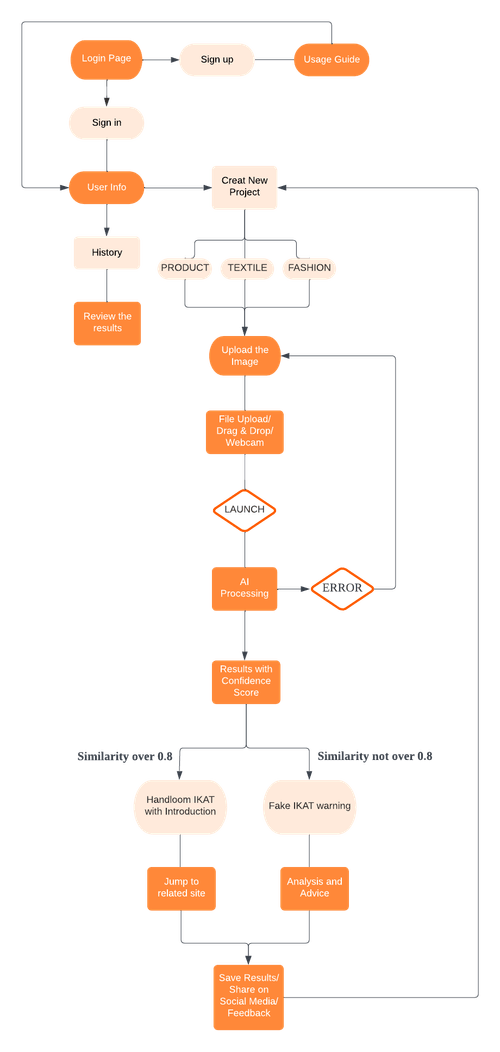 Login Page
Sign up
Usage Guide
Sign in
User Info
Creat New
Project
History
PRODUCT
TEXTILE
FASHION
Review the
results
Upload the
Image
File Upload/
Drag & Drop/
Webcam
LAUNCH
AI
Processing
ERROR
Results with
Confidence
Score
Similarity over 0.8
Similarity not over 0.8
Handloom IKAT
with Introduction
Fake IKAT warning
Jump to
related site
Analysis and
Advice
Save Results/
Share on
Social Media/
Feedback